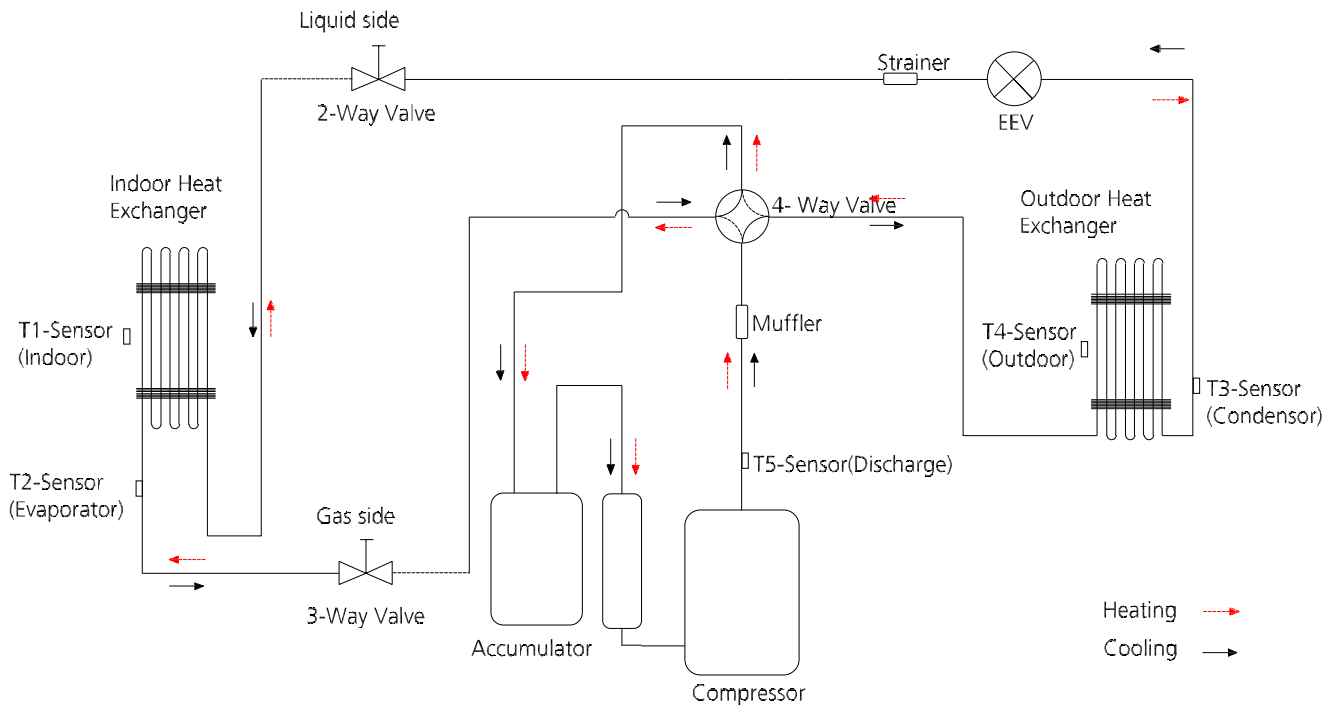 Liquid side
2-Way Valve
Strainer
EEV
Indoor Heat
Exchanger
4- Way Valve
Outdoor Heat
Exchanger
T1-Sensor
(Indoor)
Muffler
T4-Sensor
(Outdoor)
T3-Sensor
(Condensor)
T2-Sensor
(Evaporator)
T5-Sensor(Discharge)
Gas side
3-Way Valve
Accumulator
Compressor
Heating
Cooling